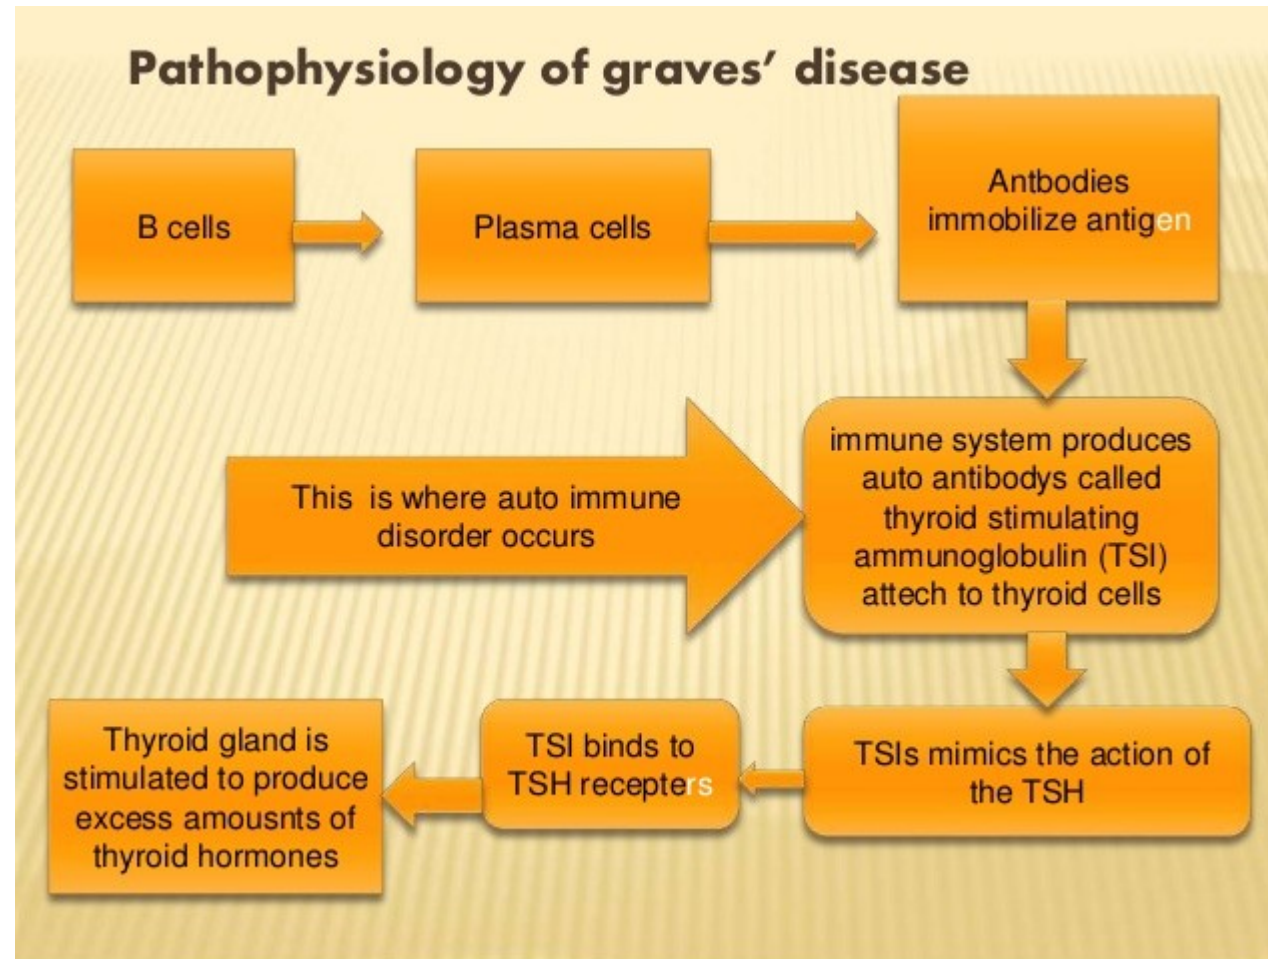 Pathophysiology of graves’ disease
B cells
Plasma cells
Antbodies
immobilize antigen
immune system produces
auto antibodys called
thyroid stimulating
ammunoglobulin (TSI)
attech to thyroid cells
This  is where auto immune
disorder occurs
TSIs mimics the action of
the TSH
TSI binds to
TSH recepters
Thyroid gland is
stimulated to produce
excess amousnts of
thyroid hormones